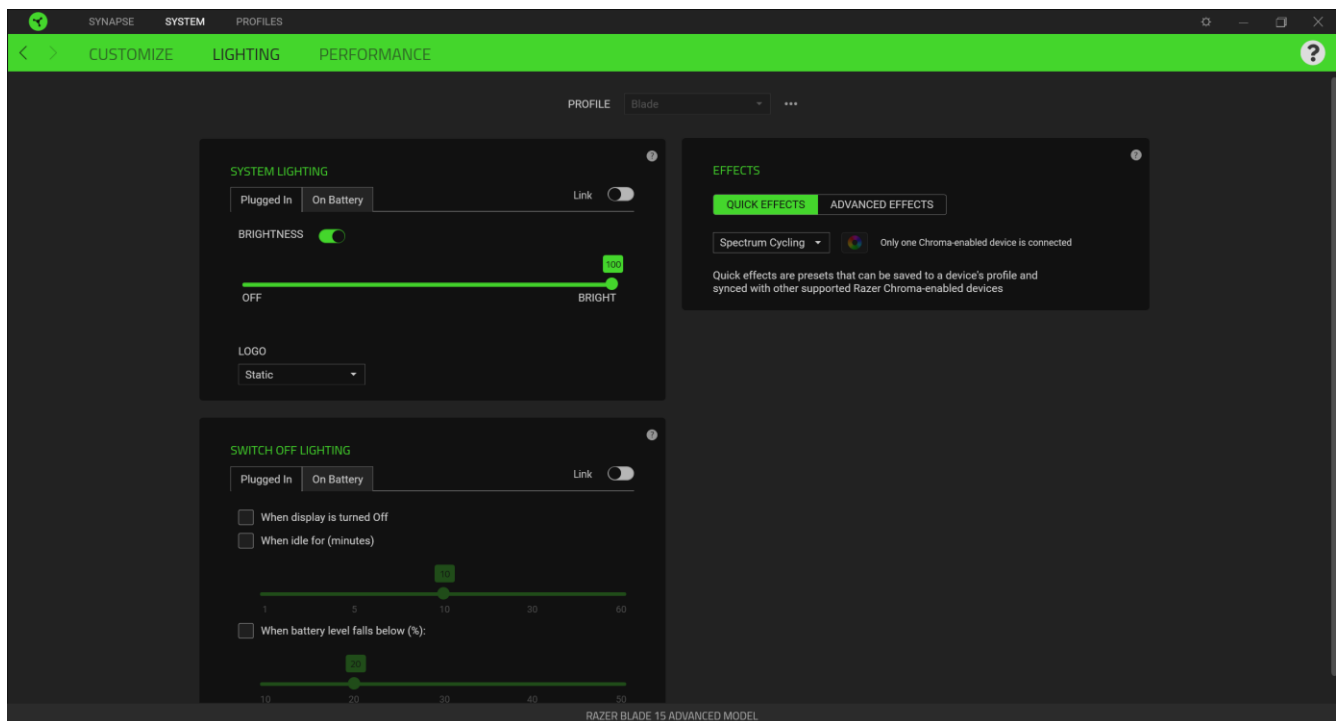 SYNAPSE SYSTEM PROFILES
CUSTOMIZE LIGHTING PERFORMANCE ?
PROFILE Blade
SYSTEM LIGHTING
Plugged In On Battery Link
BRIGHTNESS
100
OFF BRIGHT
LOGO
Static
EFFECTS
QUICK EFFECTS ADVANCED EFFECTS
Spectrum Cycling Only one Chroma-enabled device is connected
Quick effects are presets that can be saved to a device's profile and
synced with other supported Razer Chroma-enabled devices
SWITCH OFF LIGHTING
Plugged In On Battery Link
When display is turned Off
When idle for (minutes)
10
1 5 10 30 60
When battery level falls below (%):
20
10 20 30 40 50
RAZER BLADE 15 ADVANCED MODEL